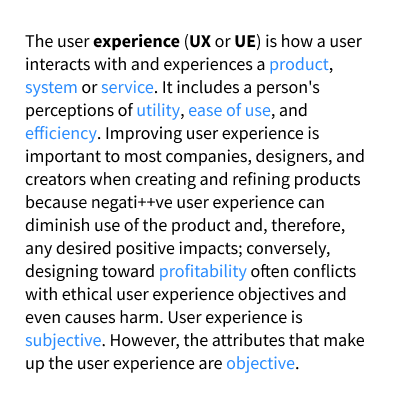 The user experience (UX or UE) is how a user
interacts with and experiences a product,
system or service. It includes a person's
perceptions of utility, ease of use, and
efficiency. Improving user experience is
important to most companies, designers, and
creators when creating and refining products
because negati++ve user experience can
diminish use of the product and, therefore,
any desired positive impacts; conversely,
designing toward profitability often conflicts
with ethical user experience objectives and
even causes harm. User experience is
subjective. However, the attributes that make
up the user experience are objective.